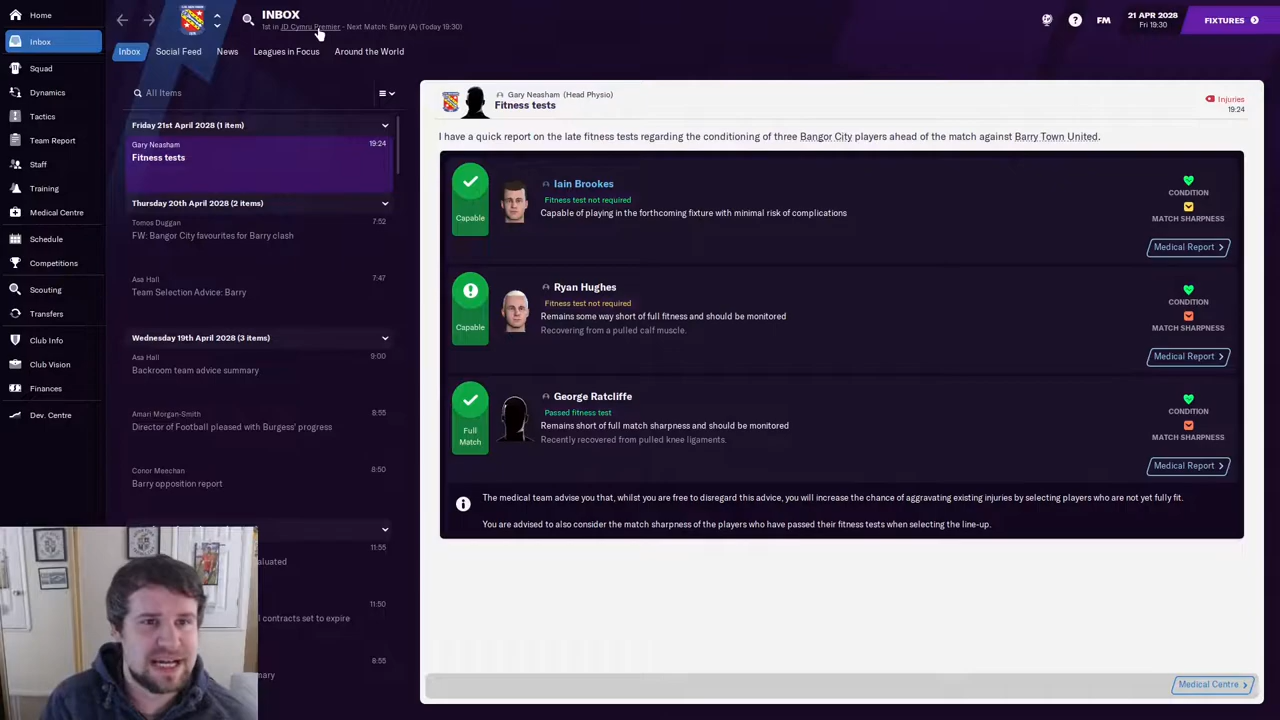 Home
Inbox
Squad
Dynamics
Tactics
Team Report
Staff
Training
Medical Centre
Schedule
Competitions
Scouting
Transfers
Club Info
Club Vision
Finances
Dev. Centre
INBOX
1st in JD Cymru Premier - Next Match: Barry (A) (Today 19:30)
FM
21 APR 2028
Fri 19:30
FIXTURES
Inbox
Social Feed
News
Leagues in Focus
Around the World
All Items
Friday 21st April 2028 (1 item)
Gary Neasham
19:24
Fitness tests
Thursday 20th April 2028 (2 items)
Tomos Duggan
7:52
FW: Bangor City favourites for Barry clash
Asa Hall
7:47
Team Selection Advice: Barry
Wednesday 19th April 2028 (3 items)
Asa Hall
9:00
Backroom team advice summary
Amari Morgan-Smith
8:55
Director of Football pleased with Burgess' progress
Conor Meechan
8:50
Barry opposition report
11:55
11:50
contracts set to expire
8:55
Gary Neasham (Head Physio)
Fitness tests
Injuries
19:24
I have a quick report on the late fitness tests regarding the conditioning of three Bangor City players ahead of the match against Barry Town United.
Capable
Iain Brookes
Fitness test not required
Capable of playing in the forthcoming fixture with minimal risk of complications
CONDITION
MATCH SHARPNESS
Medical Report
Capable
Ryan Hughes
Fitness test not required
Remains some way short of full fitness and should be monitored
Recovering from a pulled calf muscle.
CONDITION
MATCH SHARPNESS
Medical Report
Full
Match
George Ratcliffe
Passed fitness test
Remains short of full match sharpness and should be monitored
Recently recovered from pulled knee ligaments.
CONDITION
MATCH SHARPNESS
Medical Report
The medical team advise you that, whilst you are free to disregard this advice, you will increase the chance of aggravating existing injuries by selecting players who are not yet fully fit.
You are advised to also consider the match sharpness of the players who have passed their fitness tests when selecting the line-up.
Medical Centre